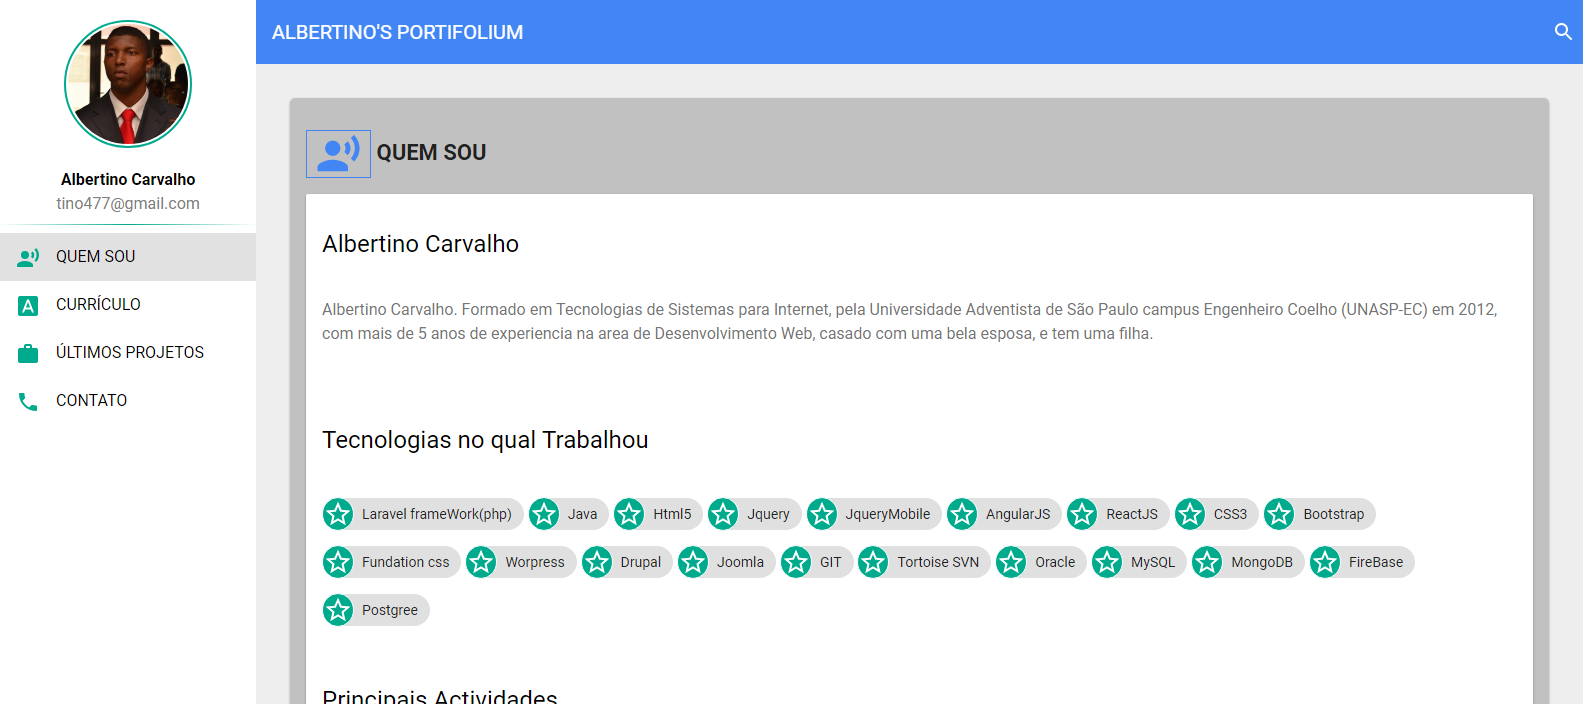 ALBERTINO'S PORTIFOLIUM
Albertino Carvalho
tino477@gmail.com
QUEM SOU
CURRÍCULO
ÚLTIMOS PROJETOS
CONTATO
QUEM SOU
Albertino Carvalho
Albertino Carvalho. Formado em Tecnologias de Sistemas para Internet, pela Universidade Adventista de São Paulo campus Engenheiro Coelho (UNASP-EC) em 2012,
com mais de 5 anos de experiencia na area de Desenvolvimento Web, casado com uma bela esposa, e tem uma filha.
Tecnologias no qual Trabalhou
Laravel frameWork(php) Java Html5 Jquery JqueryMobile AngularJS ReactJS CSS3 Bootstrap
Fundation css Worpress Drupal Joomla GIT Tortoise SVN Oracle MySQL MongoDB FireBase
Postgree
Principais Actividades